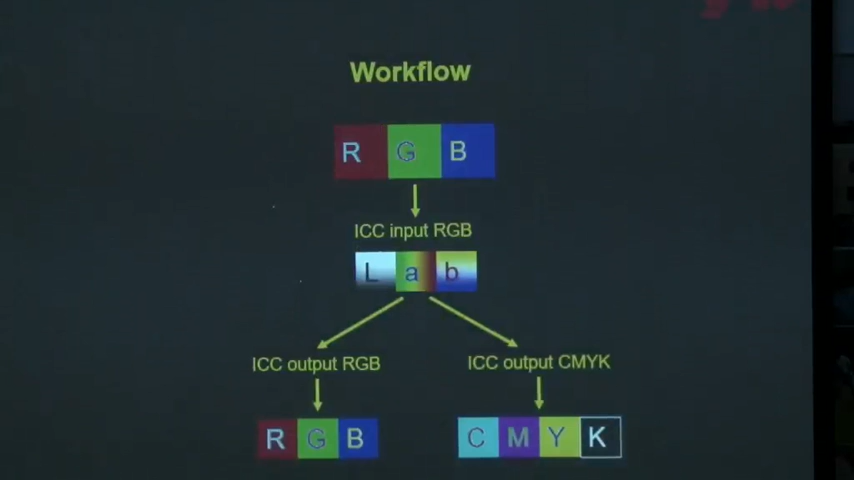 Workflow
R G B
ICC input RGB
L a b
ICC output RGB ICC output CMYK
R G B C M Y K